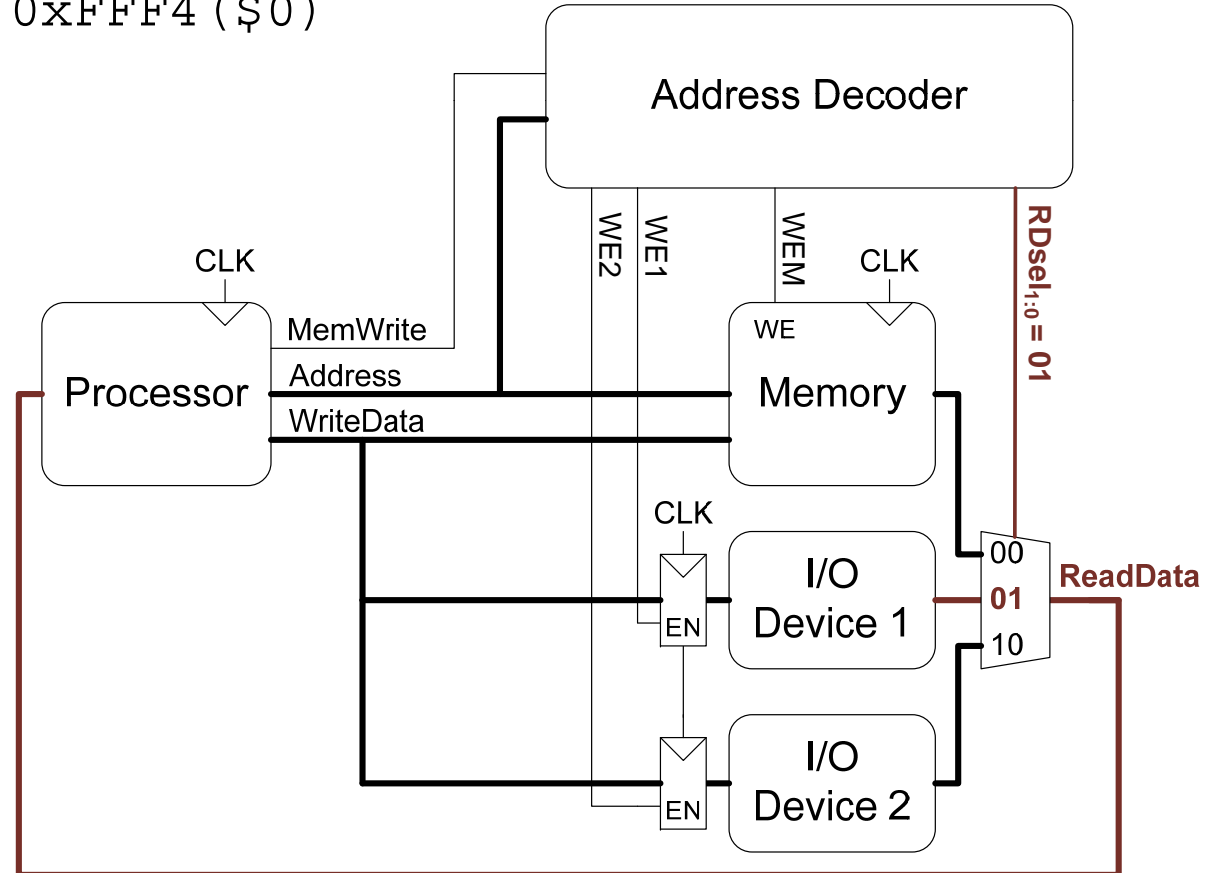 0xFFF4($0)
Address Decoder
WE2
WE1
WEM
RDsel1:0 = 01
CLK
CLK
MemWrite
WE
Processor
Address
Memory
WriteData
CLK
00
I/O
Device 1
ReadData
01
EN
10
I/O
Device 2
EN